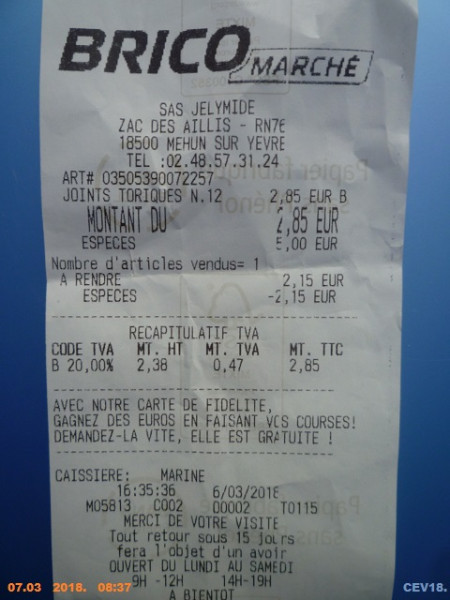 BRICO MARCHÉ
SAS JELYMIDE
ZAC DES AILLIS - RN76
18500 MEHUN SUR YEVRE
TEL :02.48.57.31.24
ART# 03505390072257
JOINTS TORIQUES N.12 2,85 EUR B
MONTANT DU 2,85 EUR
ESPECES 5,00 EUR
Nombre d'articles vendus= 1
A RENDRE 2,15 EUR
ESPECES -2,15 EUR
RECAPITULATIF TVA
CODE TVA MT. HT MT. TVA MT. TTC
B 20,00% 2,38 0,47 2,85
AVEC NOTRE CARTE DE FIDELITE,
GAGNEZ DES EUROS EN FAISANT VOS COURSES!
DEMANDEZ-LA VITE, ELLE EST GRATUITE !
CAISSIERE: MARINE
16:35:36 6/03/2018
M05813 C002 00002 T0115
MERCI DE VOTRE VISITE
Tout retour sous 15 jours
fera l'objet d'un avoir
OUVERT DU LUNDI AU SAMEDI
9H -12H 14H-19H
A BIENTOT
07.03 2018. 08:37 CEV18.